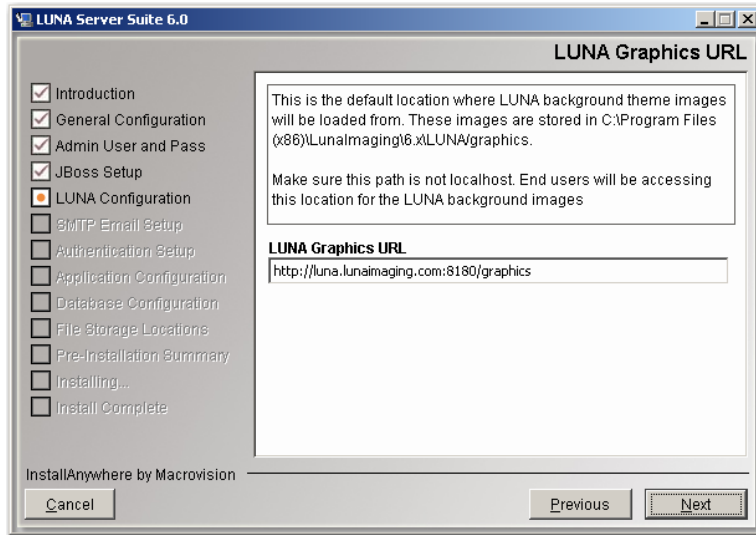 LUNA Server Suite 6.0
LUNA Graphics URL
Introduction
General Configuration
Admin User and Pass
JBoss Setup
LUNA Configuration
SMTP Email Setup
Authentication Setup
Application Configuration
Database Configuration
File Storage Locations
Pre-Installation Summary
Installing...
Install Complete
This is the default location where LUNA background theme images
will be loaded from. These images are stored in C:\Program Files
(x86)\LunaImaging\6.x\LUNA/graphics.
Make sure this path is not localhost. End users will be accessing
this location for the LUNA background images
LUNA Graphics URL
http://luna.lunaimaging.com:8180/graphics
InstallAnywhere by Macrovision
Cancel
Previous
Next